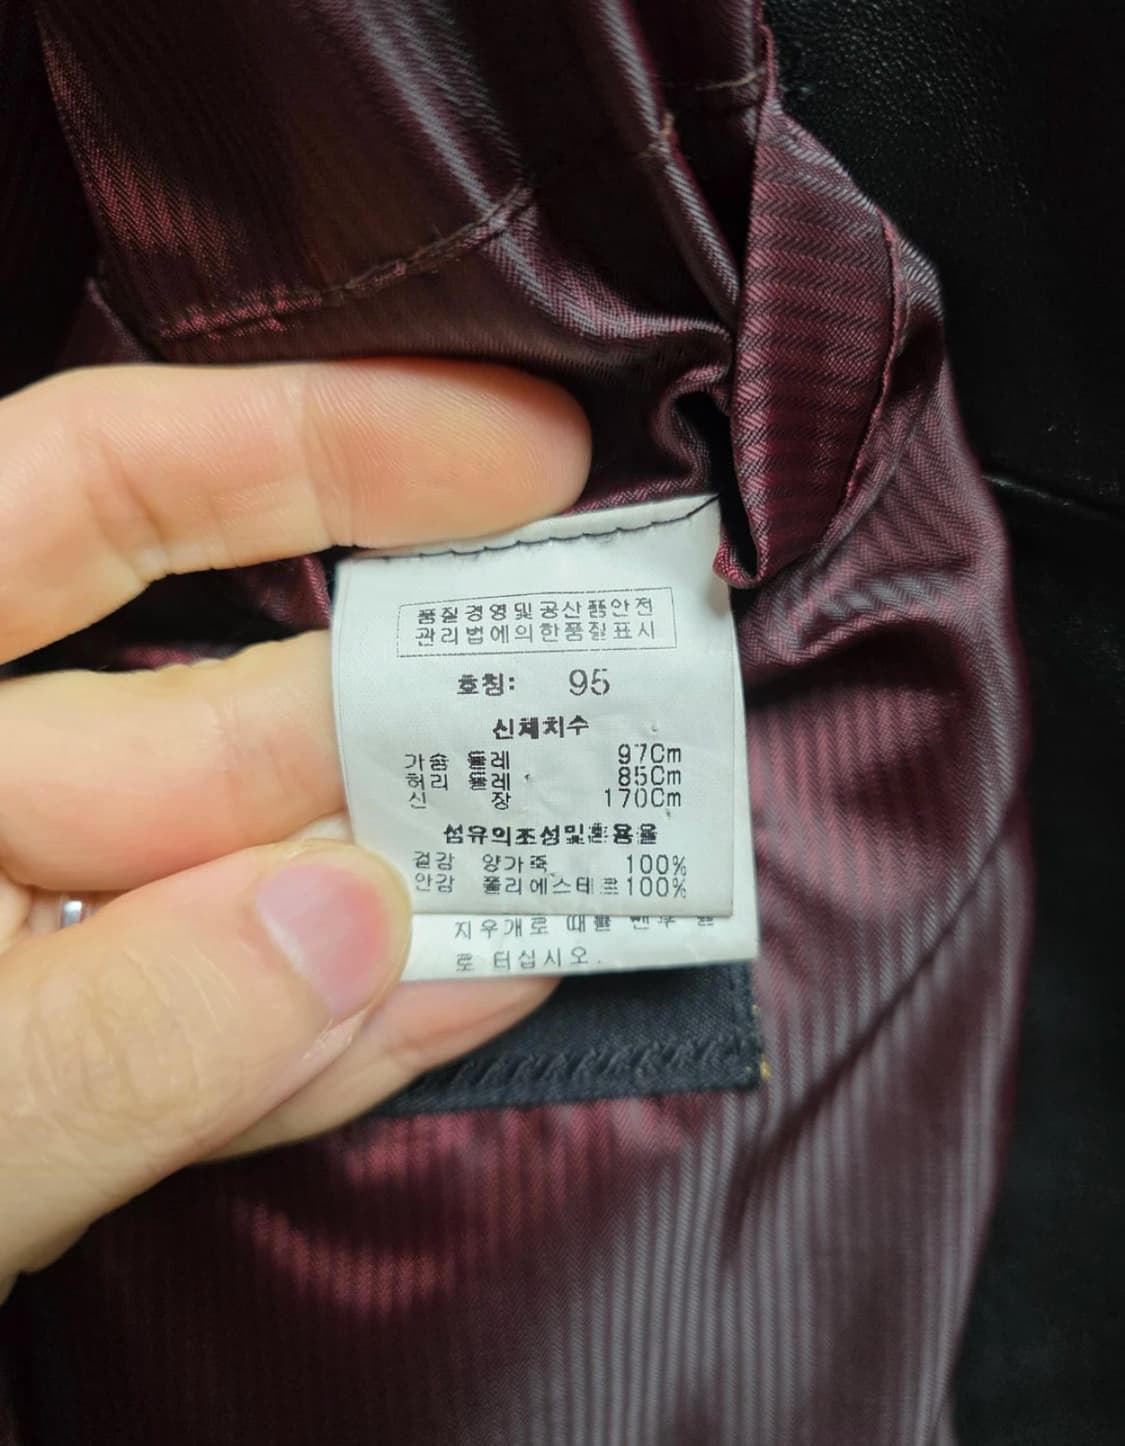 품질경영및공산품안전
관리법에의한품질표시
호칭: 95
신체치수
가슴 둘레 97Cm
허리 둘레 85Cm
신 장 170Cm
섬유의조성및혼용율
겉감 양가죽 100%
안감 폴리에스테르100%
지우개로 때를
로 터십시오.